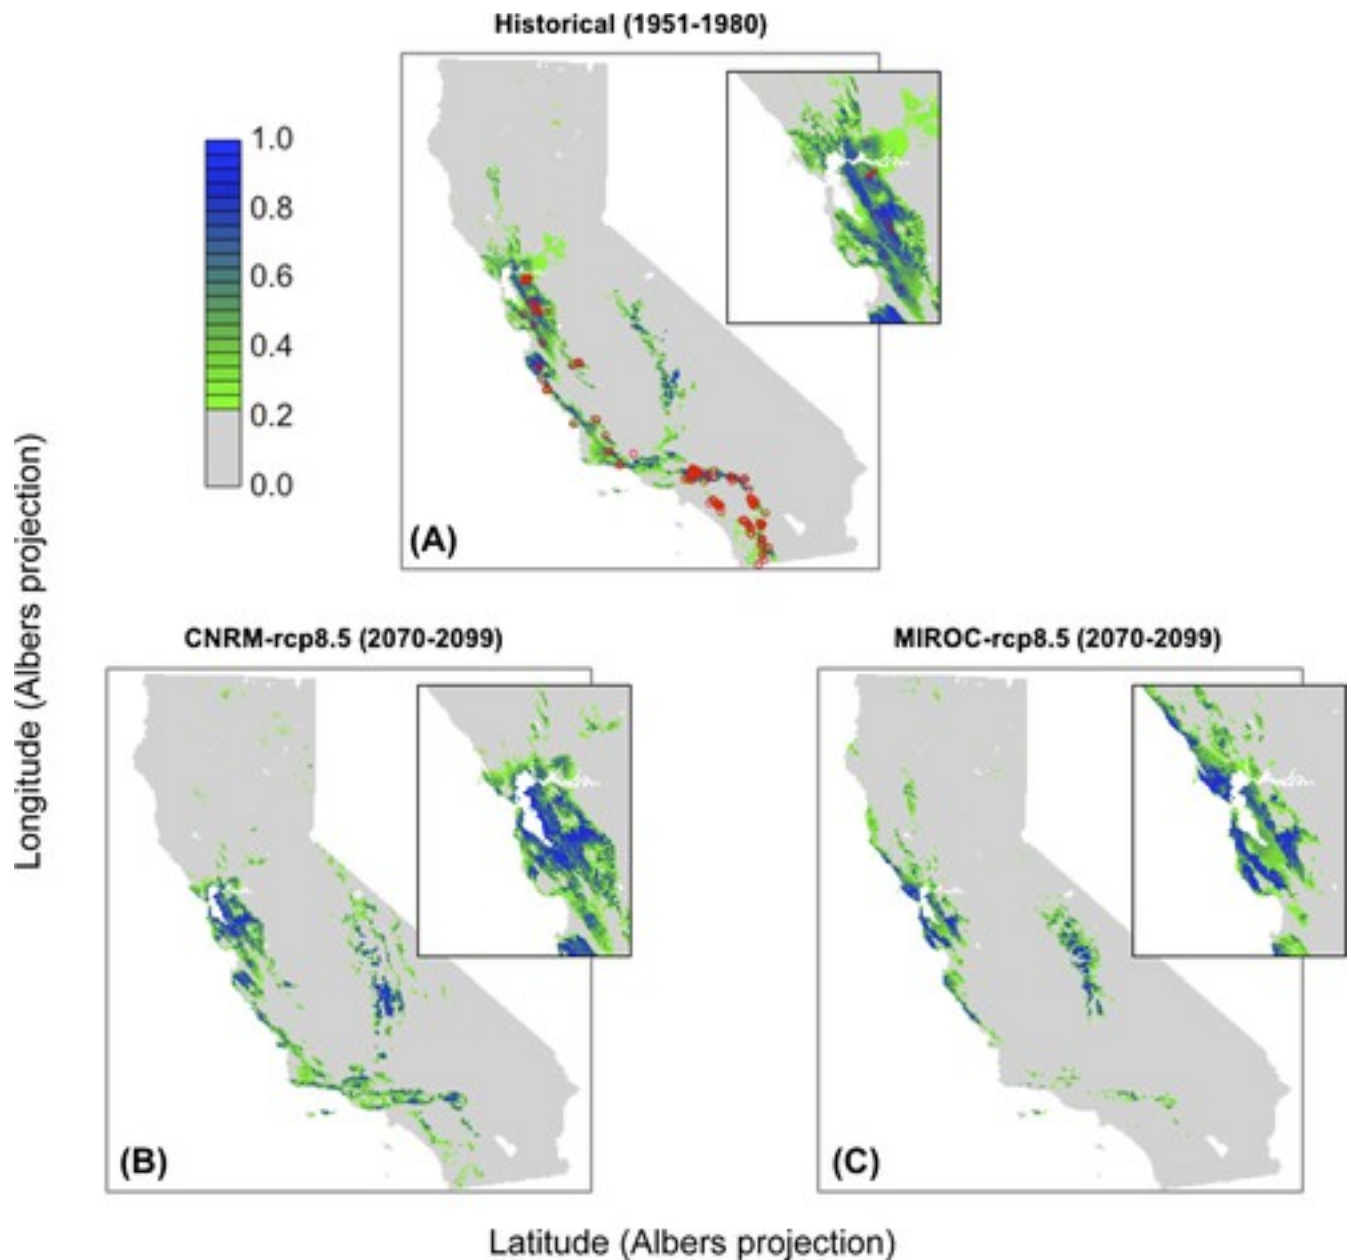 Historical (1951-1980)
1.0
0.8
0.6
0.4
0.2
0.0
(A)
Longitude (Albers projection)
CNRM-rcp8.5 (2070-2099)
MIROC-rcp8.5 (2070-2099)
(B)
(C)
Latitude (Albers projection)